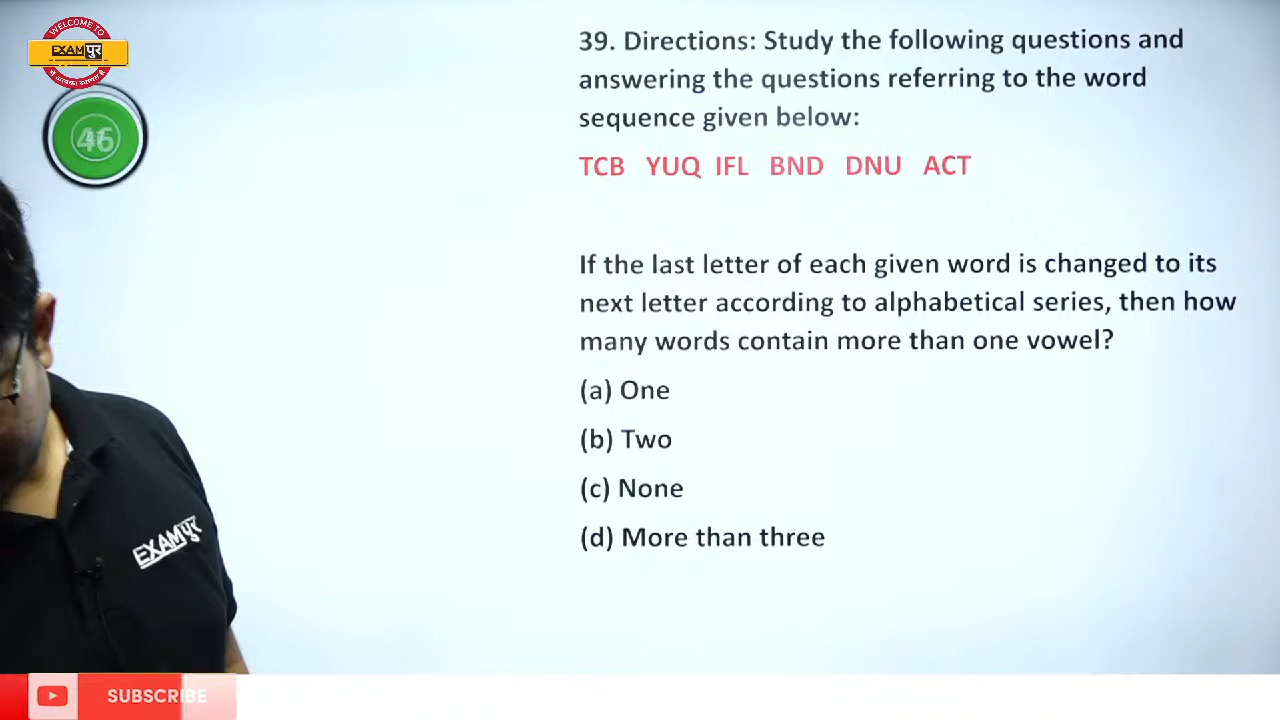 WELCOME TO
EXAMपुर
39. Directions: Study the following questions and
answering the questions referring to the word
sequence given below:
TCB YUQ IFL BND DNU ACT
If the last letter of each given word is changed to its
next letter according to alphabetical series, then how
many words contain more than one vowel?
(a) One
(b) Two
(c) None
(d) More than three
EXAMपुर
SUBSCRIBE